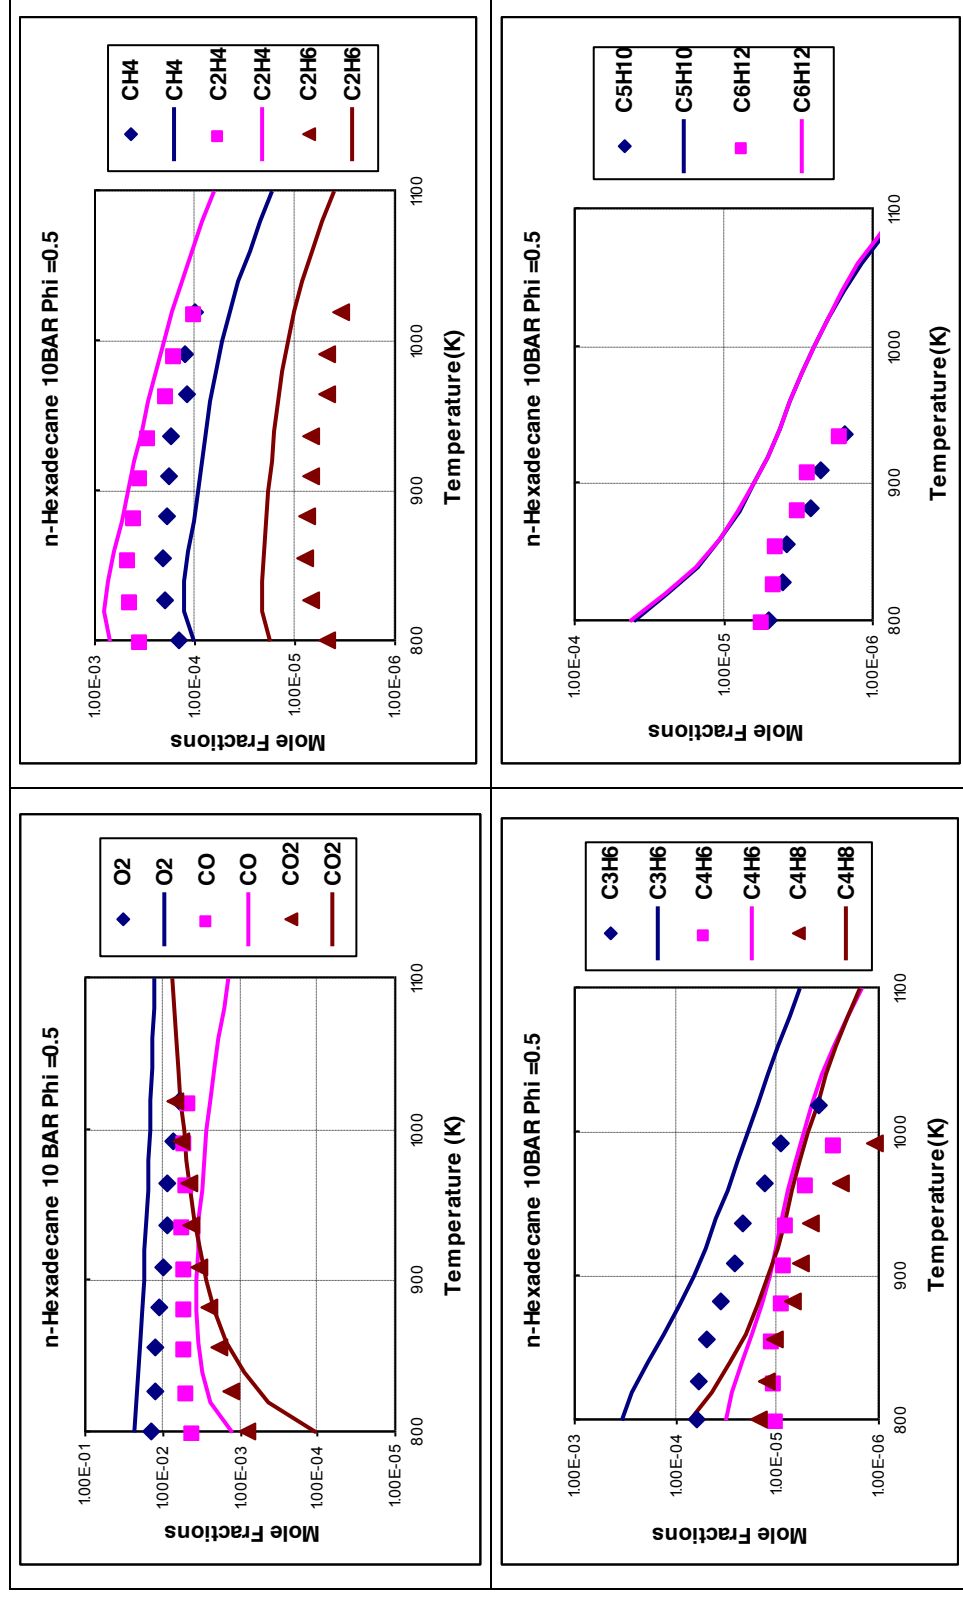 n-Hexadecane 10 BAR Phi =0.5
Mole Fractions
1.00E-01
1.00E-02
1.00E-03
1.00E-04
1.00E-05
800
900
1000
1100
Temperature (K)
O2
O2
CO
CO
CO2
CO2
n-Hexadecane 10BAR Phi =0.5
Mole Fractions
1.00E-03
1.00E-04
1.00E-05
1.00E-06
800
900
1000
1100
Temperature(K)
CH4
CH4
C2H4
C2H4
C2H6
C2H6
n-Hexadecane 10BAR Phi =0.5
Mole Fractions
1.00E-03
1.00E-04
1.00E-05
1.00E-06
800
900
1000
1100
Temperature(K)
C3H6
C3H6
C4H6
C4H6
C4H8
C4H8
n-Hexadecane 10BAR Phi =0.5
Mole Fractions
1.00E-04
1.00E-05
1.00E-06
800
900
1000
1100
Temperature(K)
C5H10
C5H10
C6H12
C6H12